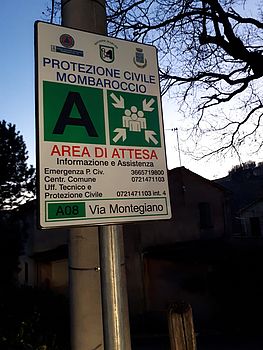 PROTEZIONE CIVILE
MOMBAROCCIO
A
AREA DI ATTESA
Informazione e Assistenza
Emergenza P. Civ. 3665719800
Centr. Comune 0721471103
Uff. Tecnico e
Protezione Civile 0721471103 int. 4
A08 Via Montegiano